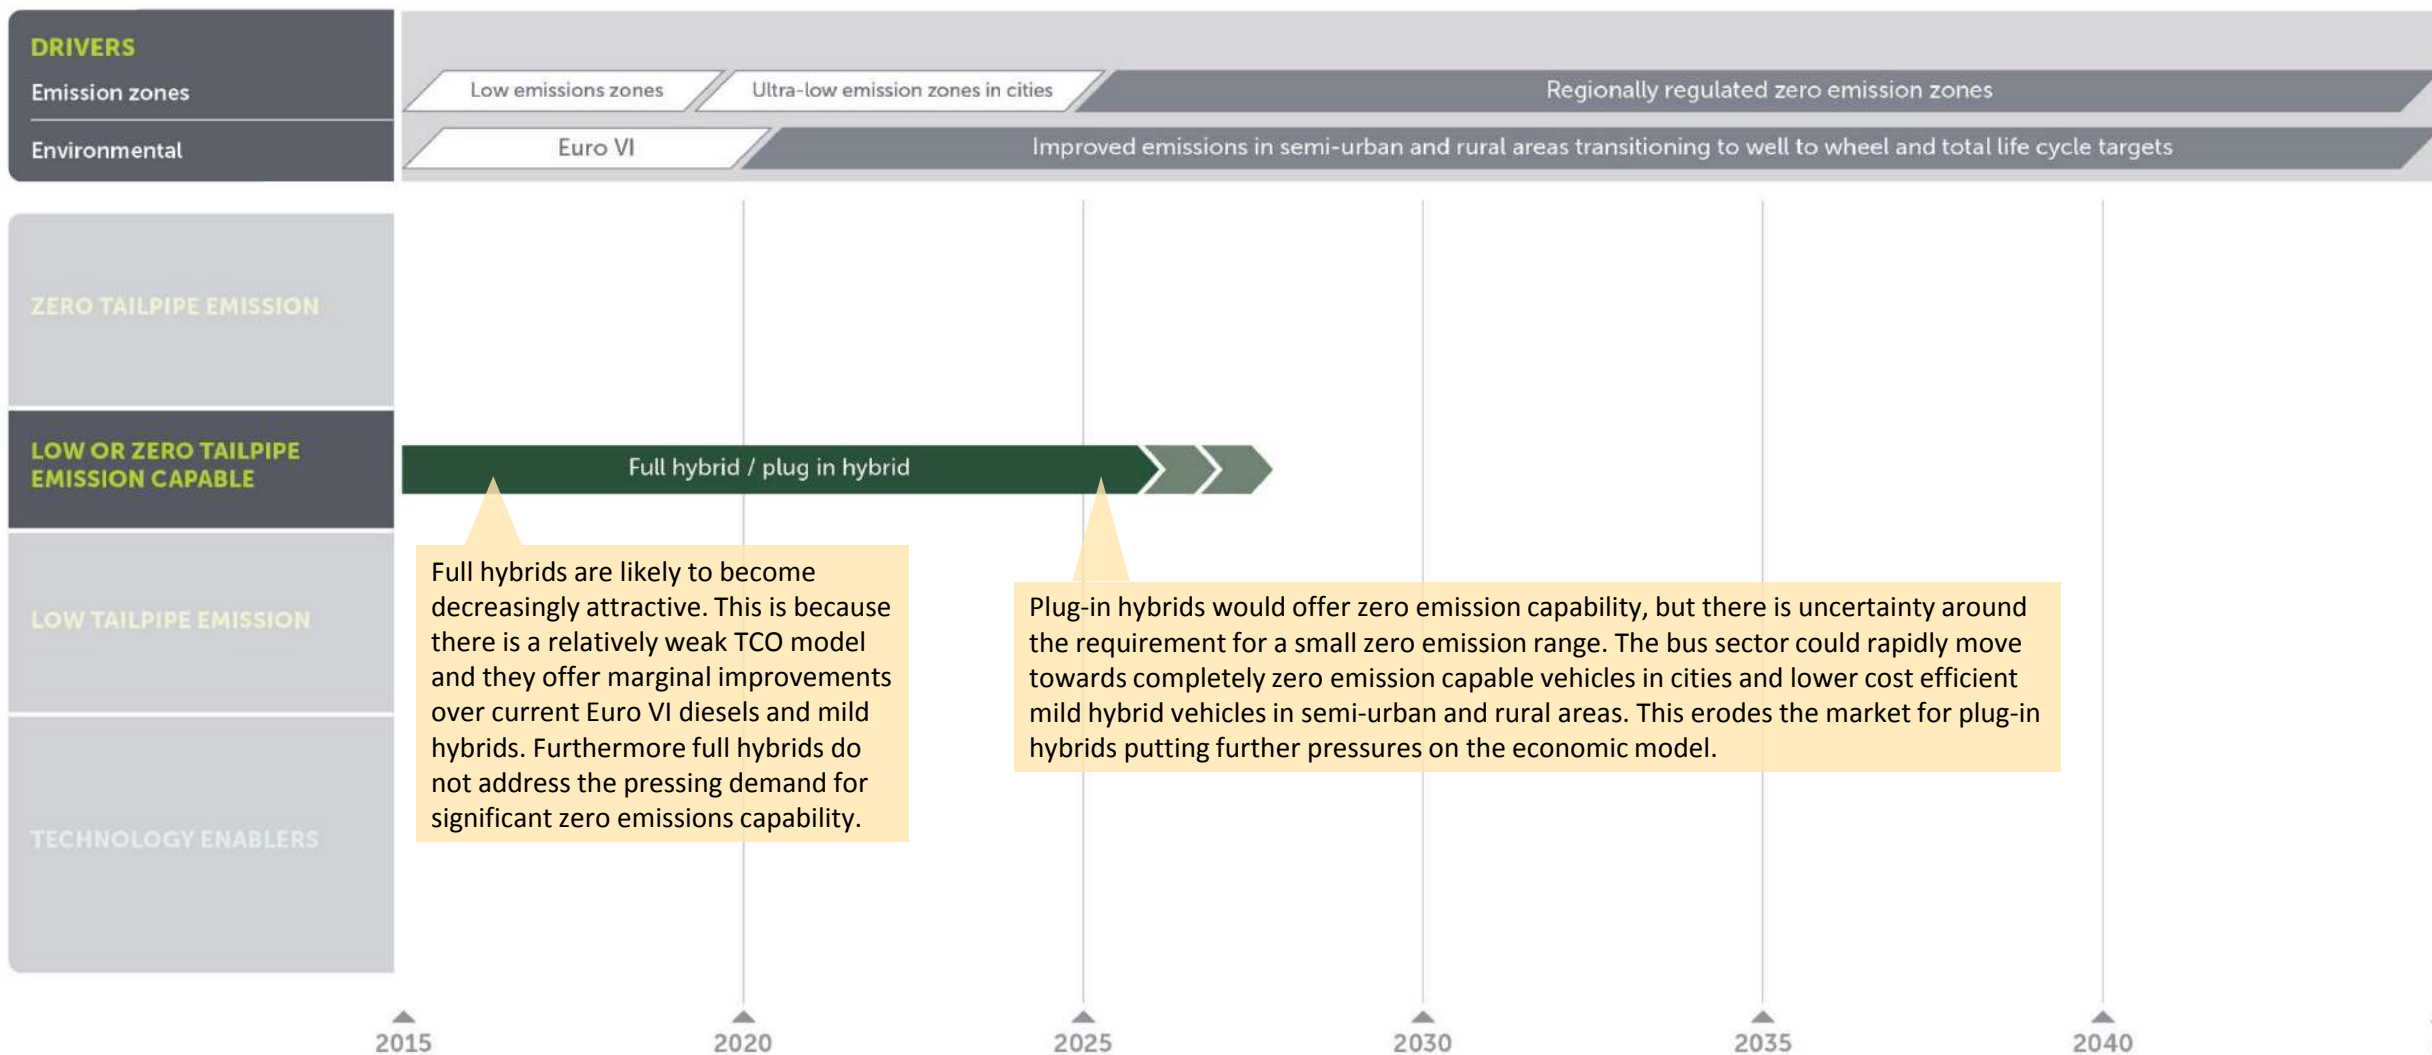 DRIVERS
Emission zones
Low emissions zones
Ultra-low emission zones in cities
Regionally regulated zero emission zones
Environmental
Euro VI
Improved emissions in semi-urban and rural areas transitioning to well to wheel and total life cycle targets
ZERO TAILPIPE EMISSION
LOW OR ZERO TAILPIPE
EMISSION CAPABLE
Full hybrid / plug in hybrid
Full hybrids are likely to become
decreasingly attractive. This is because
there is a relatively weak TCO model
and they offer marginal improvements
over current Euro VI diesels and mild
hybrids. Furthermore full hybrids do
not address the pressing demand for
significant zero emissions capability.
Plug-in hybrids would offer zero emission capability, but there is uncertainty around
the requirement for a small zero emission range. The bus sector could rapidly move
towards completely zero emission capable vehicles in cities and lower cost efficient
mild hybrid vehicles in semi-urban and rural areas. This erodes the market for plug-in
hybrids putting further pressures on the economic model.
LOW TAILPIPE EMISSION
TECHNOLOGY ENABLERS
2015
2020
2025
2030
2035
2040